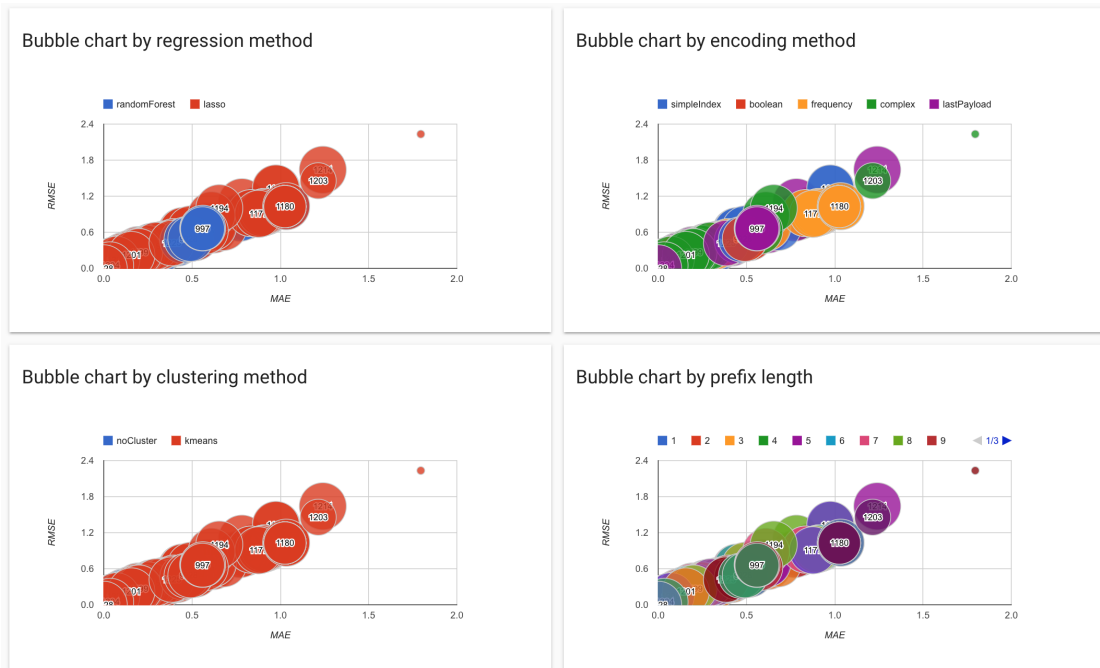 Bubble chart by regression method
randomForest lasso
2.4
1.8
1.2
0.6
0.0
RMSE
1203
1194
117
1180
997
0.0 0.5 1.0 1.5 2.0
MAE
Bubble chart by encoding method
simpleIndex boolean frequency complex lastPayload
2.4
1.8
1.2
0.6
0.0
RMSE
1203
1194
117
1180
997
0.0 0.5 1.0 1.5 2.0
MAE
Bubble chart by clustering method
noCluster kmeans
2.4
1.8
1.2
0.6
0.0
RMSE
1203
1194
117
1180
997
0.0 0.5 1.0 1.5 2.0
MAE
Bubble chart by prefix length
1 2 3 4 5 6 7 8 9 1/3
2.4
1.8
1.2
0.6
0.0
RMSE
1203
1194
117
1180
997
0.0 0.5 1.0 1.5 2.0
MAE